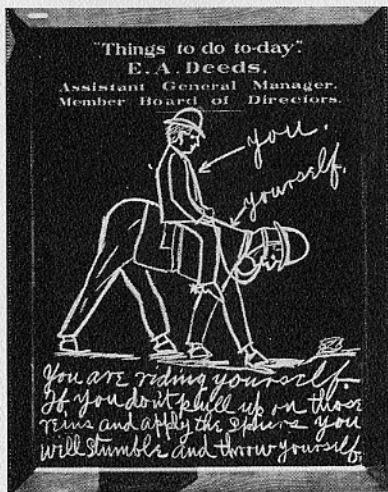 "Things to do to-day".
E. A. Deeds,
Assistant General Manager.
Member Board of Directors.
you.
yourself.
You are riding yourself.
If you don't pull up on those
reins and apply the spurs you
will stumble and throw yourself.